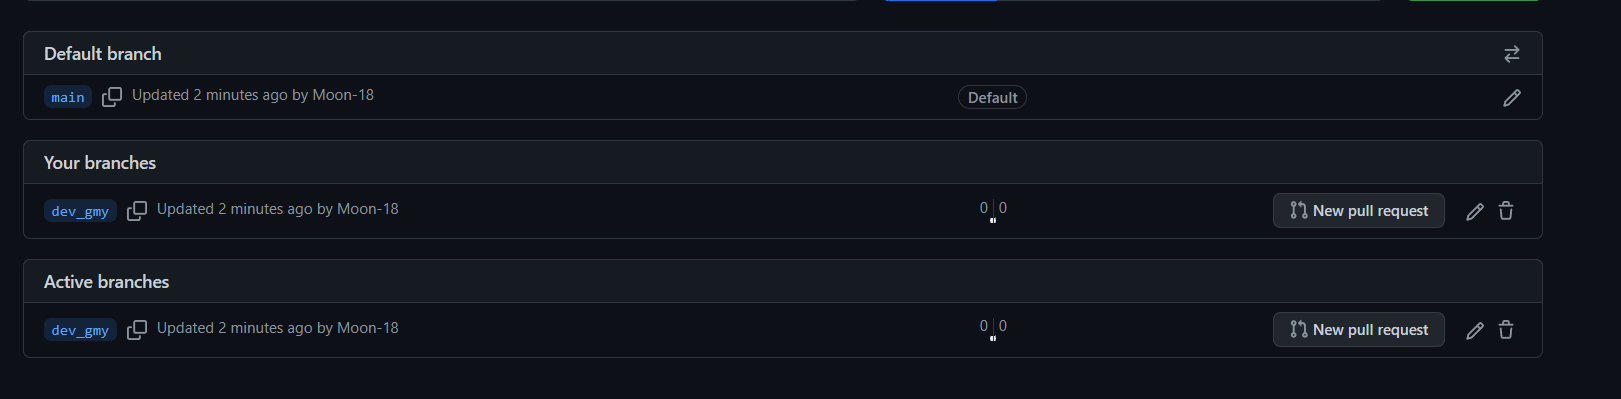 Default branch
main Updated 2 minutes ago by Moon-18 Default
Your branches
dev_gmy Updated 2 minutes ago by Moon-18 0 0 New pull request
Active branches
dev_gmy Updated 2 minutes ago by Moon-18 0 0 New pull request